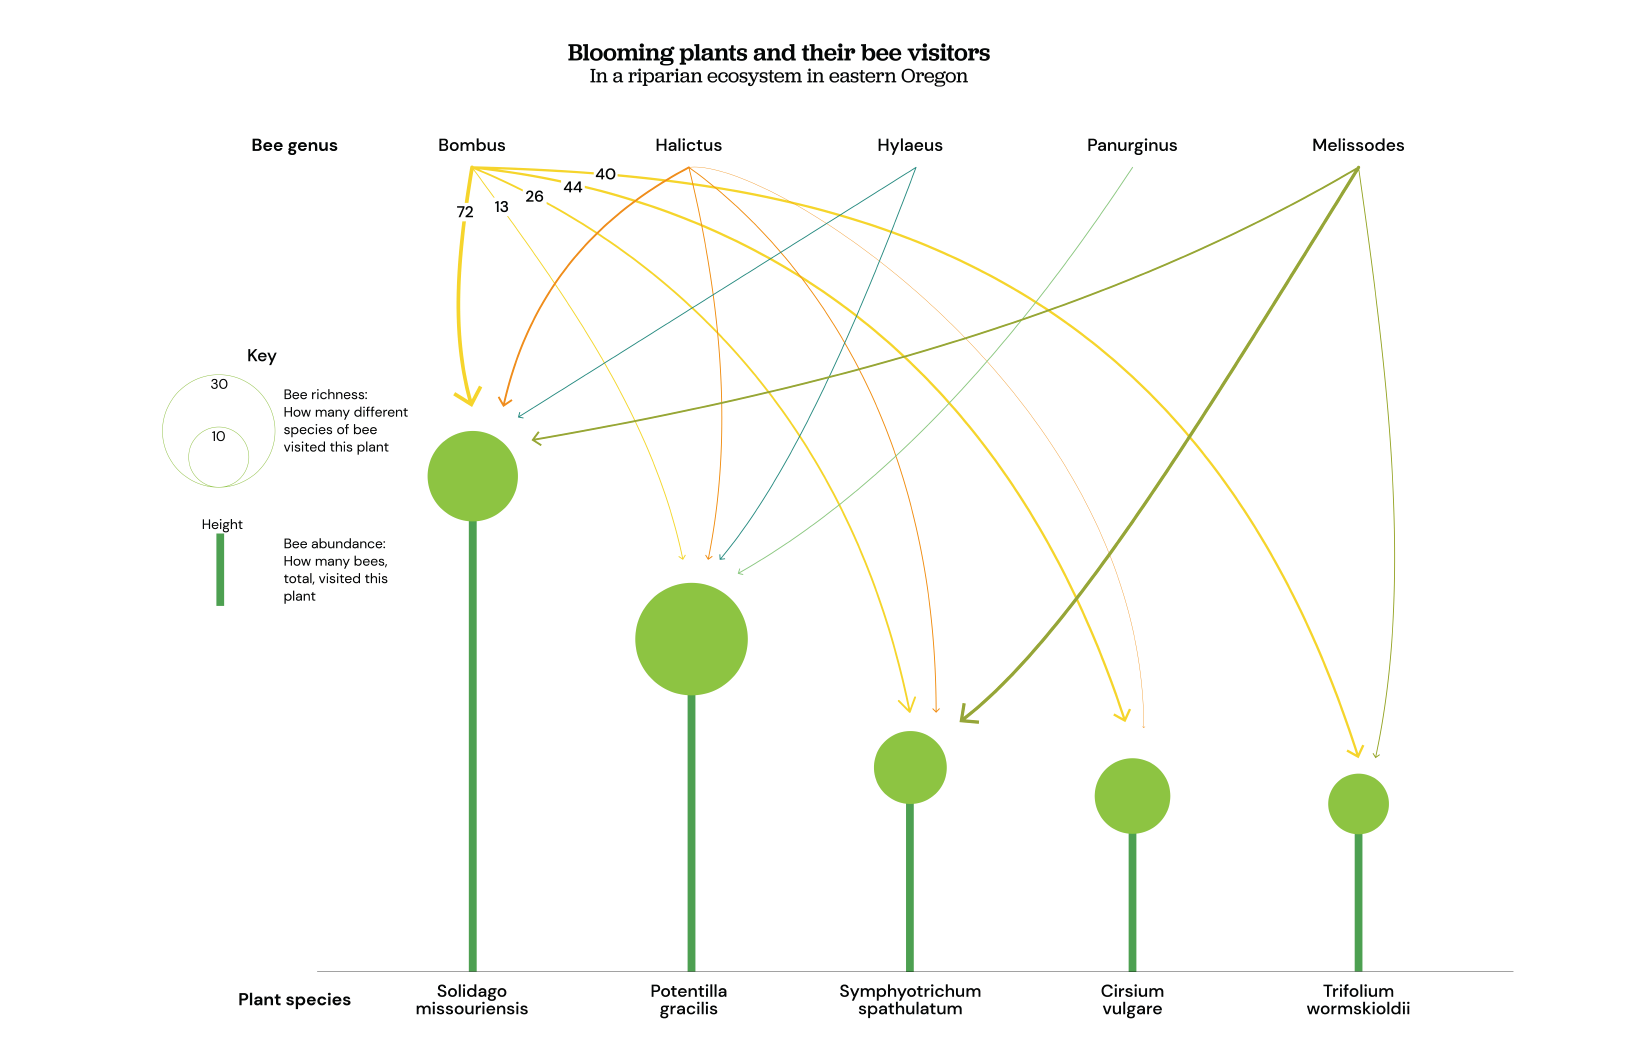 Blooming plants and their bee visitors
In a riparian ecosystem in eastern Oregon
Bee genus
Bombus
Halictus
Hylaeus
Panurginus
Melissodes
40
44
26
13
72
Key
30
10
Bee richness:
How many different
species of bee
visited this plant
Height
Bee abundance:
How many bees,
total, visited this
plant
Plant species
Solidago
missouriensis
Potentilla
gracilis
Symphyotrichum
spathulatum
Cirsium
vulgare
Trifolium
wormskioldii